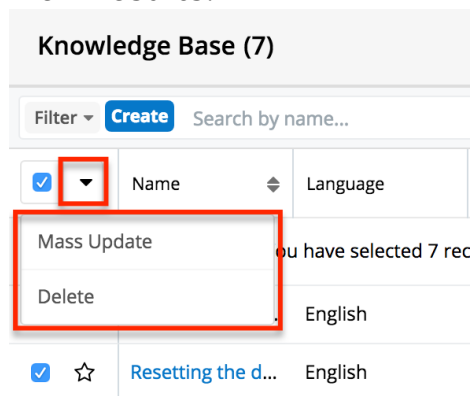 Knowledge Base (7)
Filter Create Search by name...
Name Language
Mass Update
ou have selected 7 rec
Delete
English
Resetting the d... English